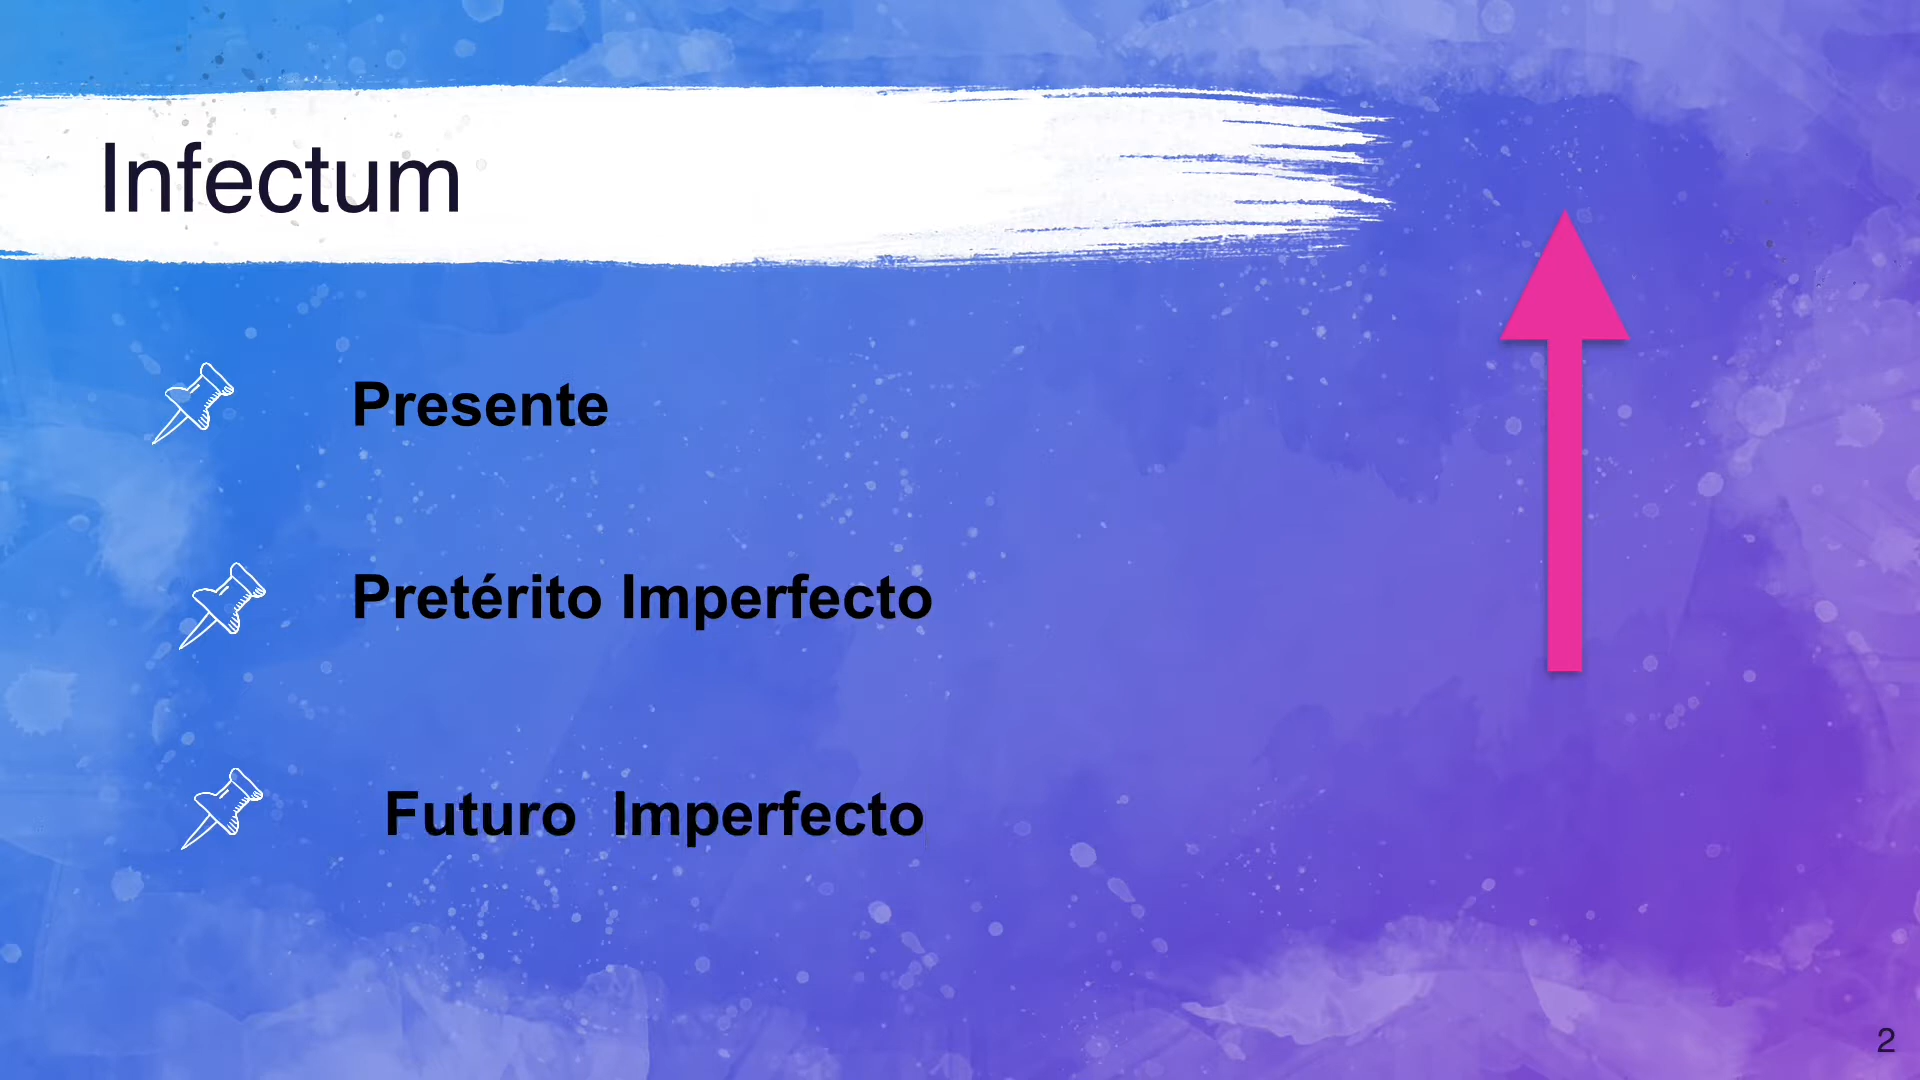 Infectum
Presente
Pretérito Imperfecto
Futuro  Imperfecto
2